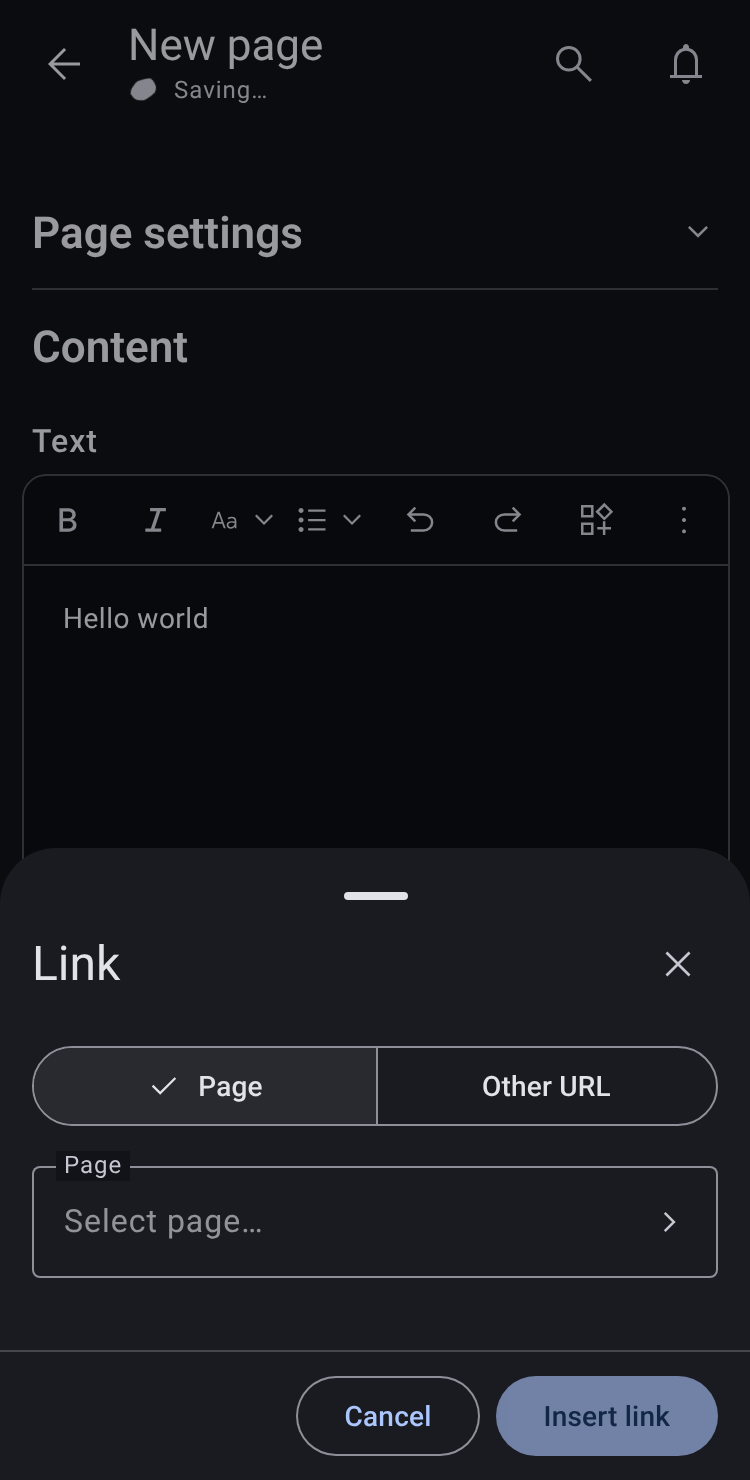 New page
Saving…
Page settings
Content
Text
B I Aa
Hello world
Link
Page Other URL
Page
Select page…
Cancel Insert link